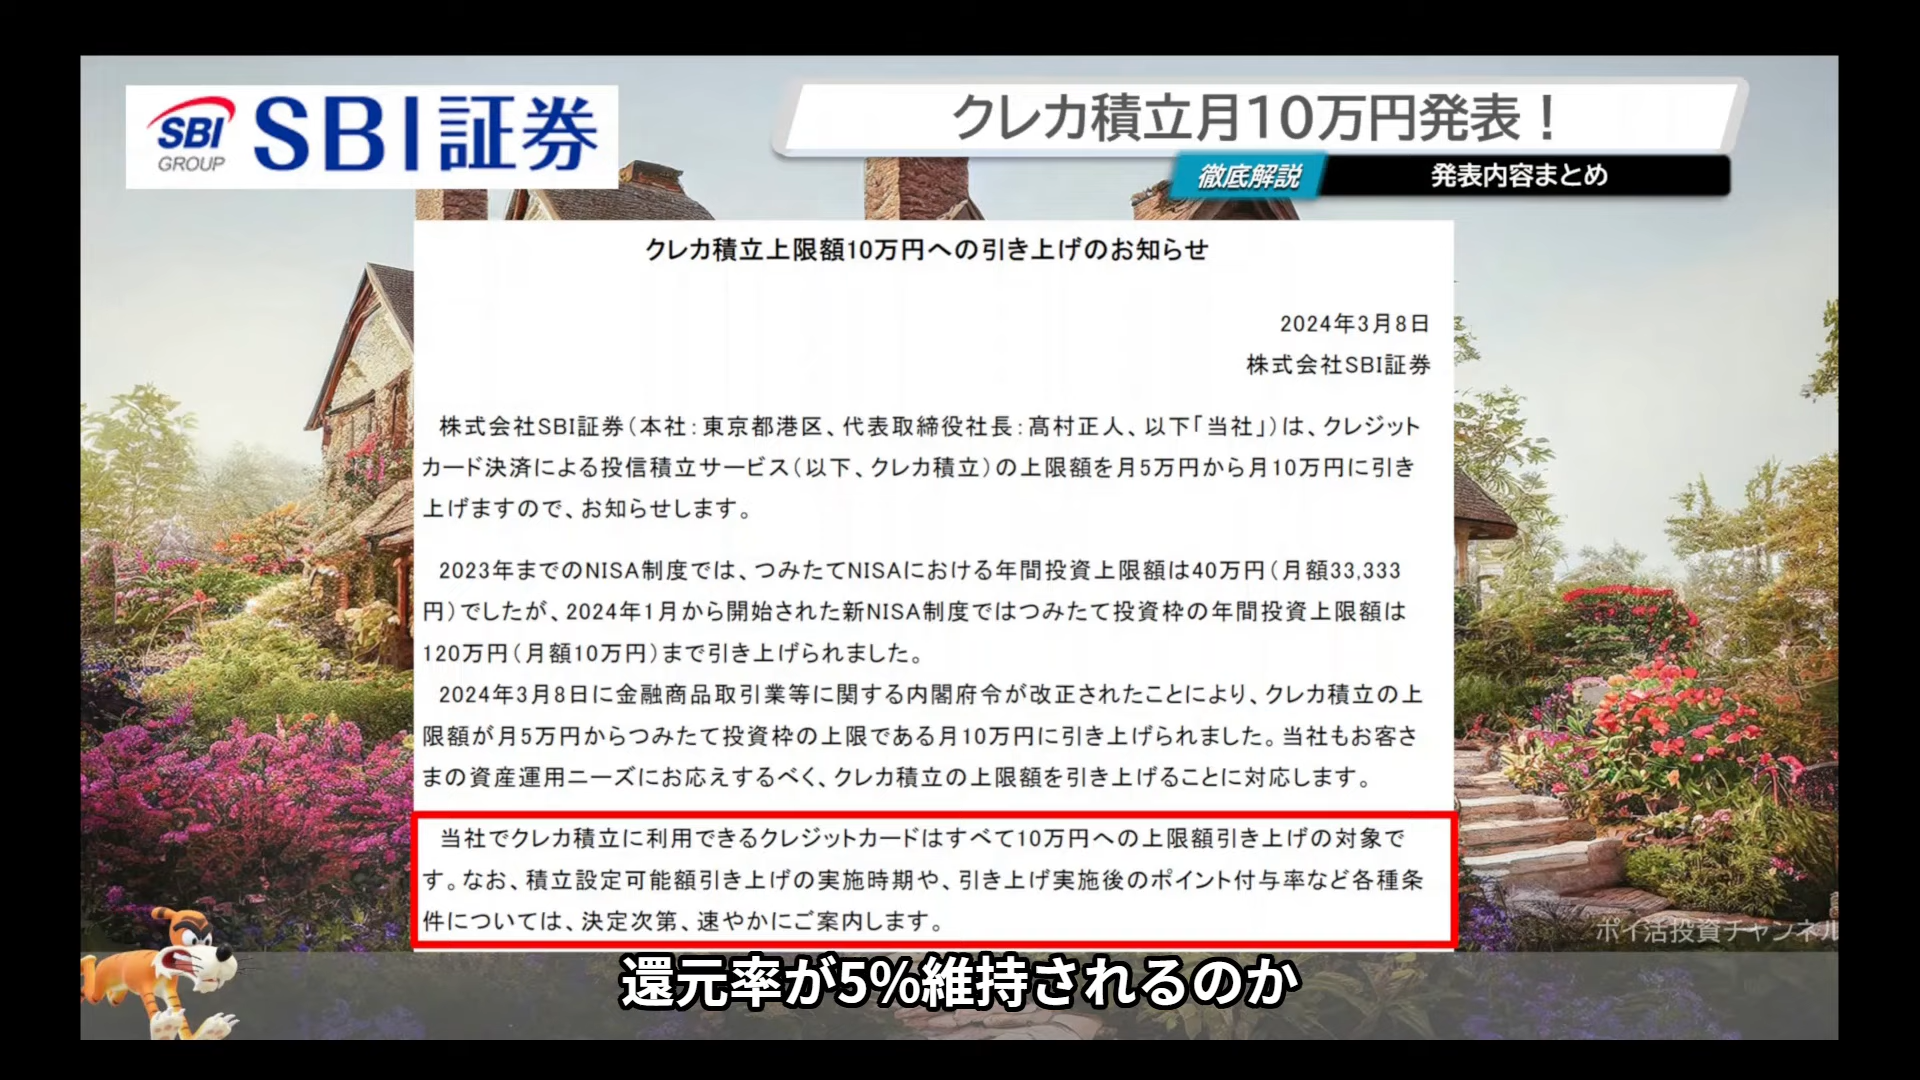 SBI
GROUP
SBI証券
クレカ積立月10万円発表！
徹底解説
発表内容まとめ
クレカ積立上限額10万円への引き上げのお知らせ
2024年3月8日
株式会社SBI証券
株式会社SBI証券（本社：東京都港区、代表取締役社長：髙村正人、以下「当社」）は、クレジット
カード決済による投信積立サービス（以下、クレカ積立）の上限額を月5万円から月10万円に引き
上げますので、お知らせします。
2023年までのNISA制度では、つみたてNISAにおける年間投資上限額は40万円（月額33,333
円）でしたが、2024年1月から開始された新NISA制度ではつみたて投資枠の年間投資上限額は
120万円（月額10万円）まで引き上げられました。
2024年3月8日に金融商品取引業等に関する内閣府令が改正されたことにより、クレカ積立の上
限額が月5万円からつみたて投資枠の上限である月10万円に引き上げられました。当社もお客さ
まの資産運用ニーズにお応えするべく、クレカ積立の上限額を引き上げることに対応します。
当社でクレカ積立に利用できるクレジットカードはすべて10万円への上限額引き上げの対象で
す。なお、積立設定可能額引き上げの実施時期や、引き上げ実施後のポイント付与率など各種条
件については、決定次第、速やかにご案内します。
ポイ活投資チャンネル
還元率が5%維持されるのか